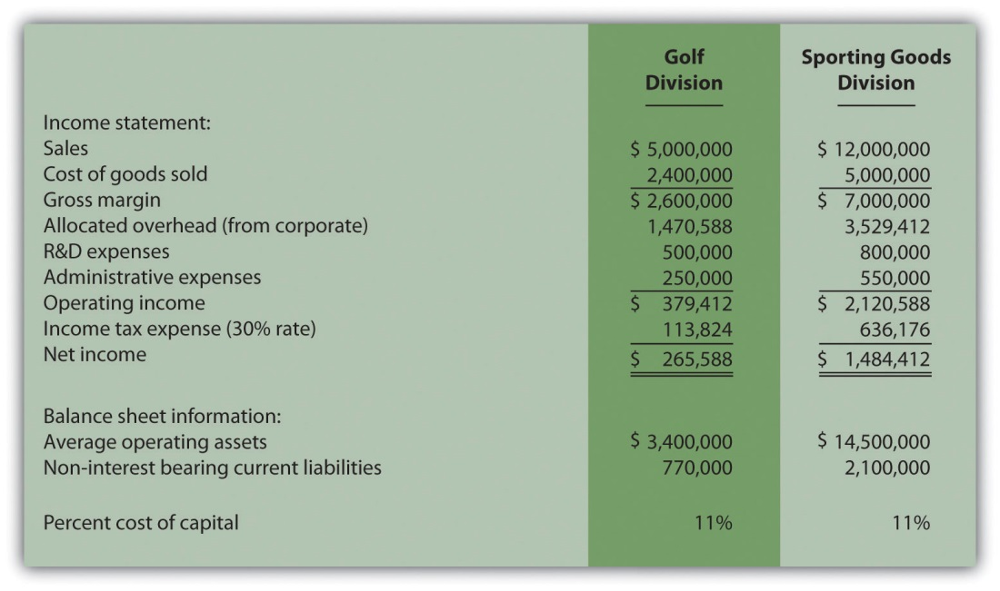 Golf Sporting Goods
Division Division
Income statement:
Sales $ 5,000,000 $ 12,000,000
Cost of goods sold 2,400,000 5,000,000
Gross margin $ 2,600,000 $ 7,000,000
Allocated overhead (from corporate) 1,470,588 3,529,412
R&D expenses 500,000 800,000
Administrative expenses 250,000 550,000
Operating income $ 379,412 $ 2,120,588
Income tax expense (30% rate) 113,824 636,176
Net income $ 265,588 $ 1,484,412
Balance sheet information:
Average operating assets $ 3,400,000 $ 14,500,000
Non-interest bearing current liabilities 770,000 2,100,000
Percent cost of capital 11% 11%